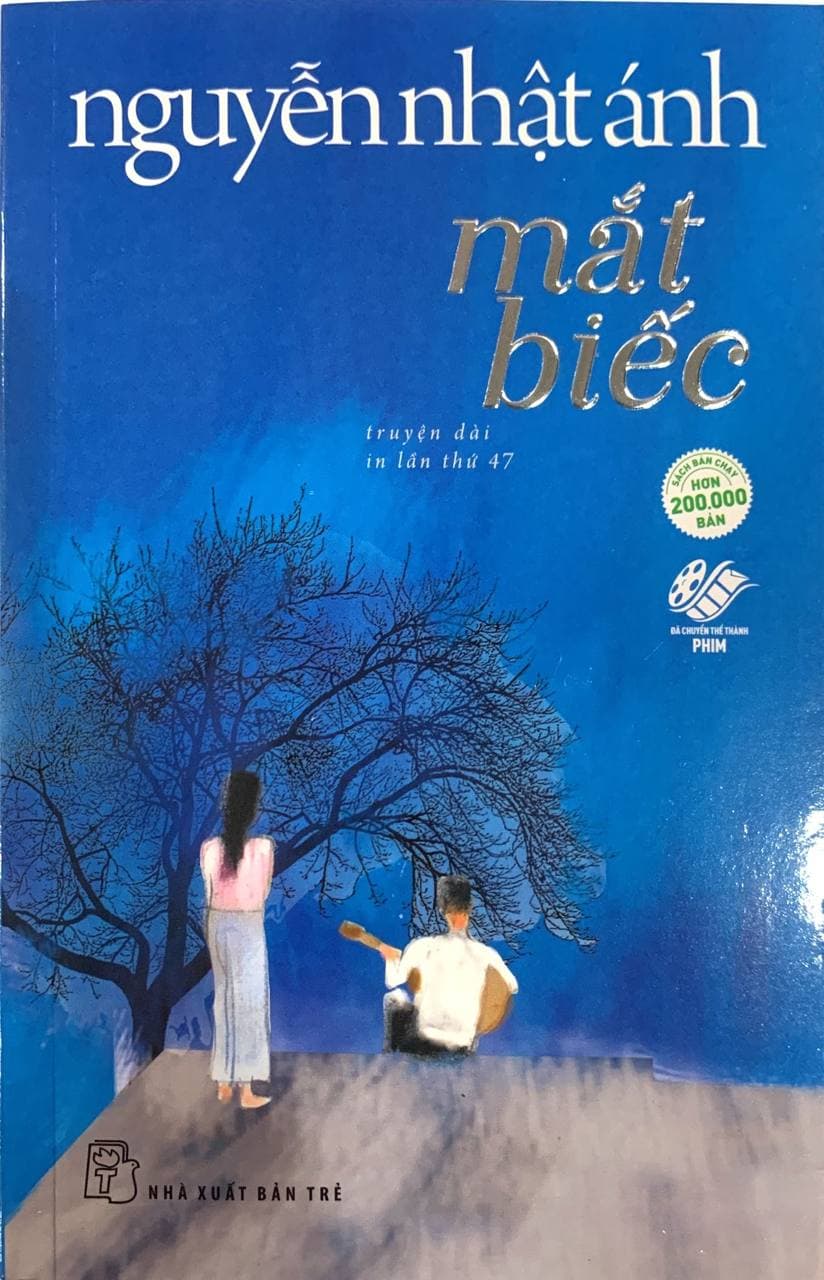 nguyễn nhật ánh
mắt
biếc
truyện dài
in lần thứ 47
SÁCH BÁN CHẠY
HƠN
200.000
BẢN
ĐÃ CHUYỂN THỂ THÀNH
PHIM
T
NHÀ XUẤT BẢN TRẺ